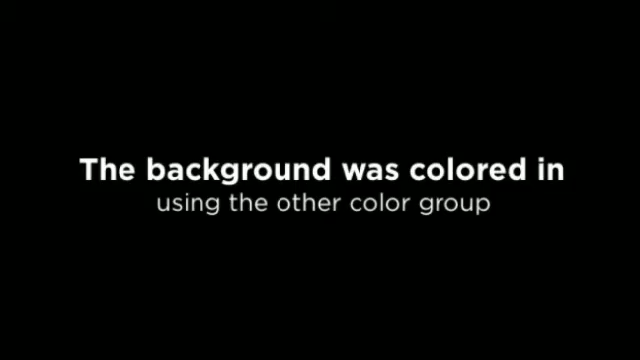 The background was colored in
using the other color group